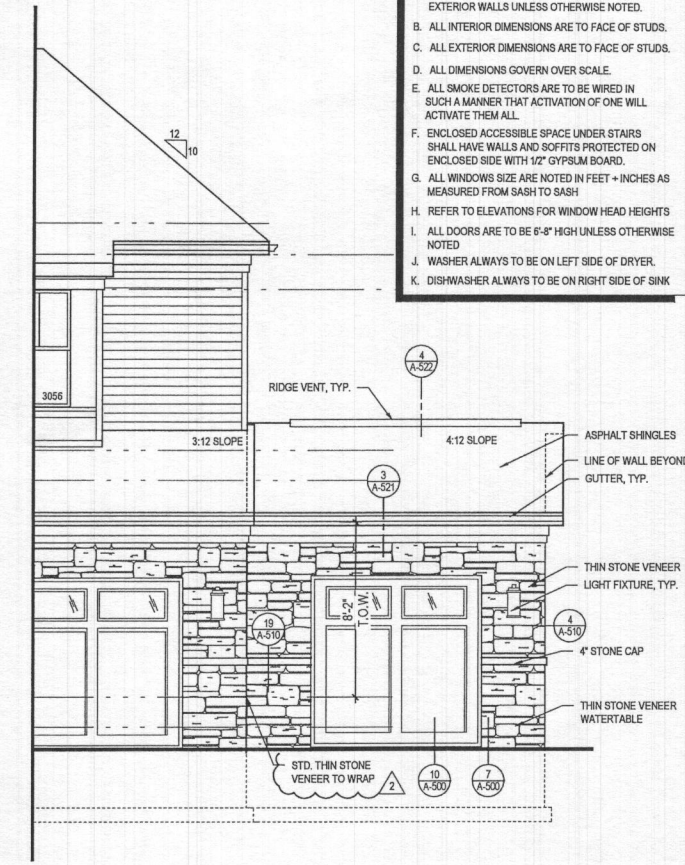 EXTERIOR WALLS UNLESS OTHERWISE NOTED.
B. ALL INTERIOR DIMENSIONS ARE TO FACE OF STUDS.
C. ALL EXTERIOR DIMENSIONS ARE TO FACE OF STUDS.
D. ALL DIMENSIONS GOVERN OVER SCALE.
E. ALL SMOKE DETECTORS ARE TO BE WIRED IN
SUCH A MANNER THAT ACTIVATION OF ONE WILL
ACTIVATE THEM ALL.
F. ENCLOSED ACCESSIBLE SPACE UNDER STAIRS
SHALL HAVE WALLS AND SOFFITS PROTECTED ON
ENCLOSED SIDE WITH 1/2" GYPSUM BOARD.
G. ALL WINDOWS SIZE ARE NOTED IN FEET + INCHES AS
MEASURED FROM SASH TO SASH
H. REFER TO ELEVATIONS FOR WINDOW HEAD HEIGHTS
I. ALL DOORS ARE TO BE 6'-8" HIGH UNLESS OTHERWISE
NOTED
J. WASHER ALWAYS TO BE ON LEFT SIDE OF DRYER.
K. DISHWASHER ALWAYS TO BE ON RIGHT SIDE OF SINK
12
10
4
A-522
RIDGE VENT, TYP.
3056
3:12 SLOPE
4:12 SLOPE
ASPHALT SHINGLES
LINE OF WALL BEYOND
GUTTER, TYP.
3
A-521
THIN STONE VENEER
LIGHT FIXTURE, TYP.
8'-2"
T.O.W.
19
A-510
4
A-510
4" STONE CAP
THIN STONE VENEER
WATERTABLE
STD. THIN STONE
VENEER TO WRAP
2
10
A-500
7
A-500